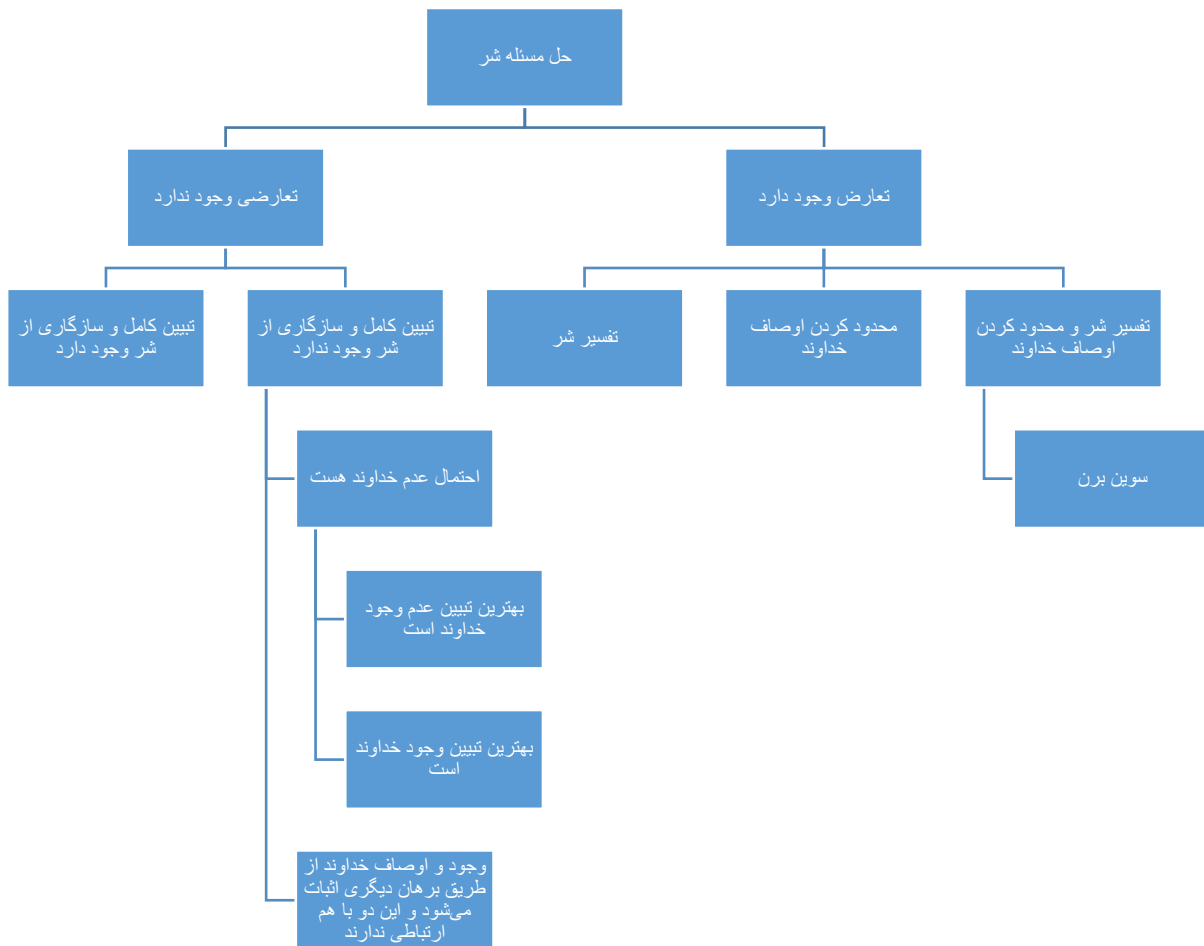 حل مسئله شر
تعارض وجود دارد
تعارضی وجود ندارد
تفسیر شر و محدود کردن
اوصاف خداوند
محدود کردن اوصاف
خداوند
تفسیر شر
تبیین کامل و سازگاری از
شر وجود ندارد
تبیین کامل و سازگاری از
شر وجود دارد
سوین برن
احتمال عدم خداوند هست
بهترین تبیین عدم وجود
خداوند است
بهترین تبیین وجود خداوند
است
وجود و اوصاف خداوند از
طریق برهان دیگری اثبات
می‌شود و این دو با هم
ارتباطی ندارند